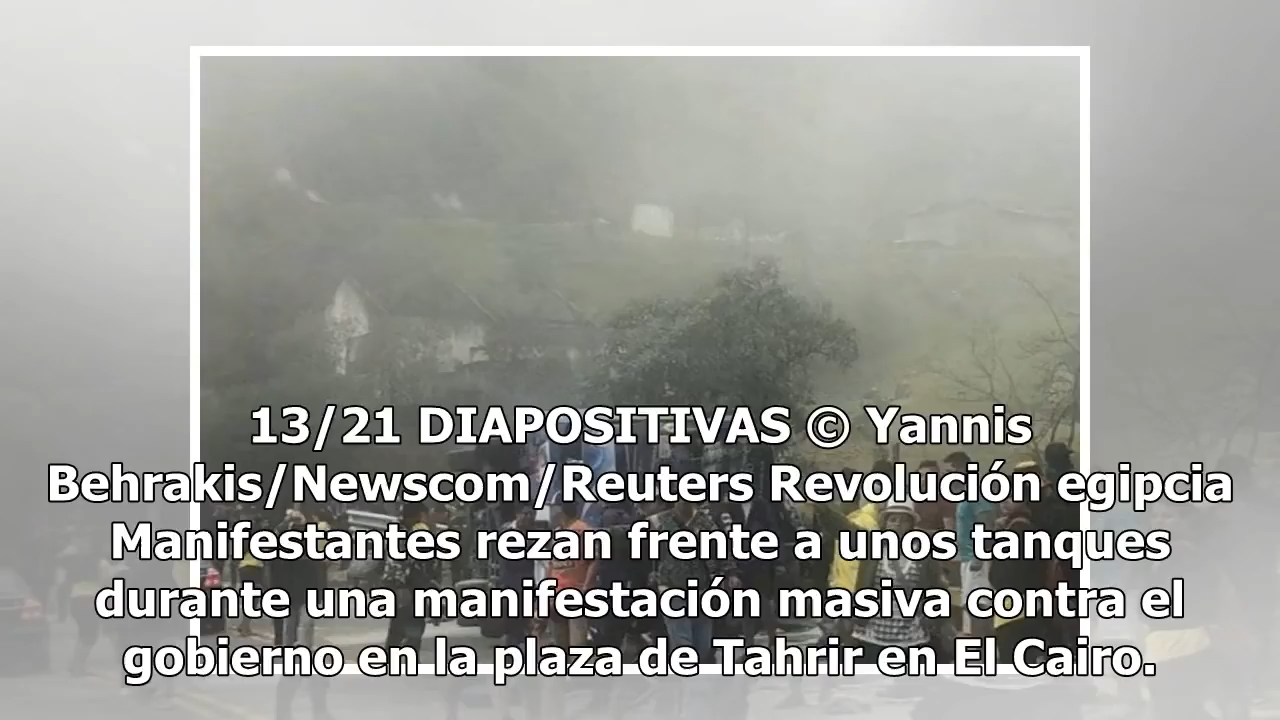 13/21 DIAPOSITIVAS © Yannis
Behrakis/Newscom/Reuters Revolución egipcia
Manifestantes rezan frente a unos tanques
durante una manifestación masiva contra el
gobierno en la plaza de Tahrir en El Cairo.